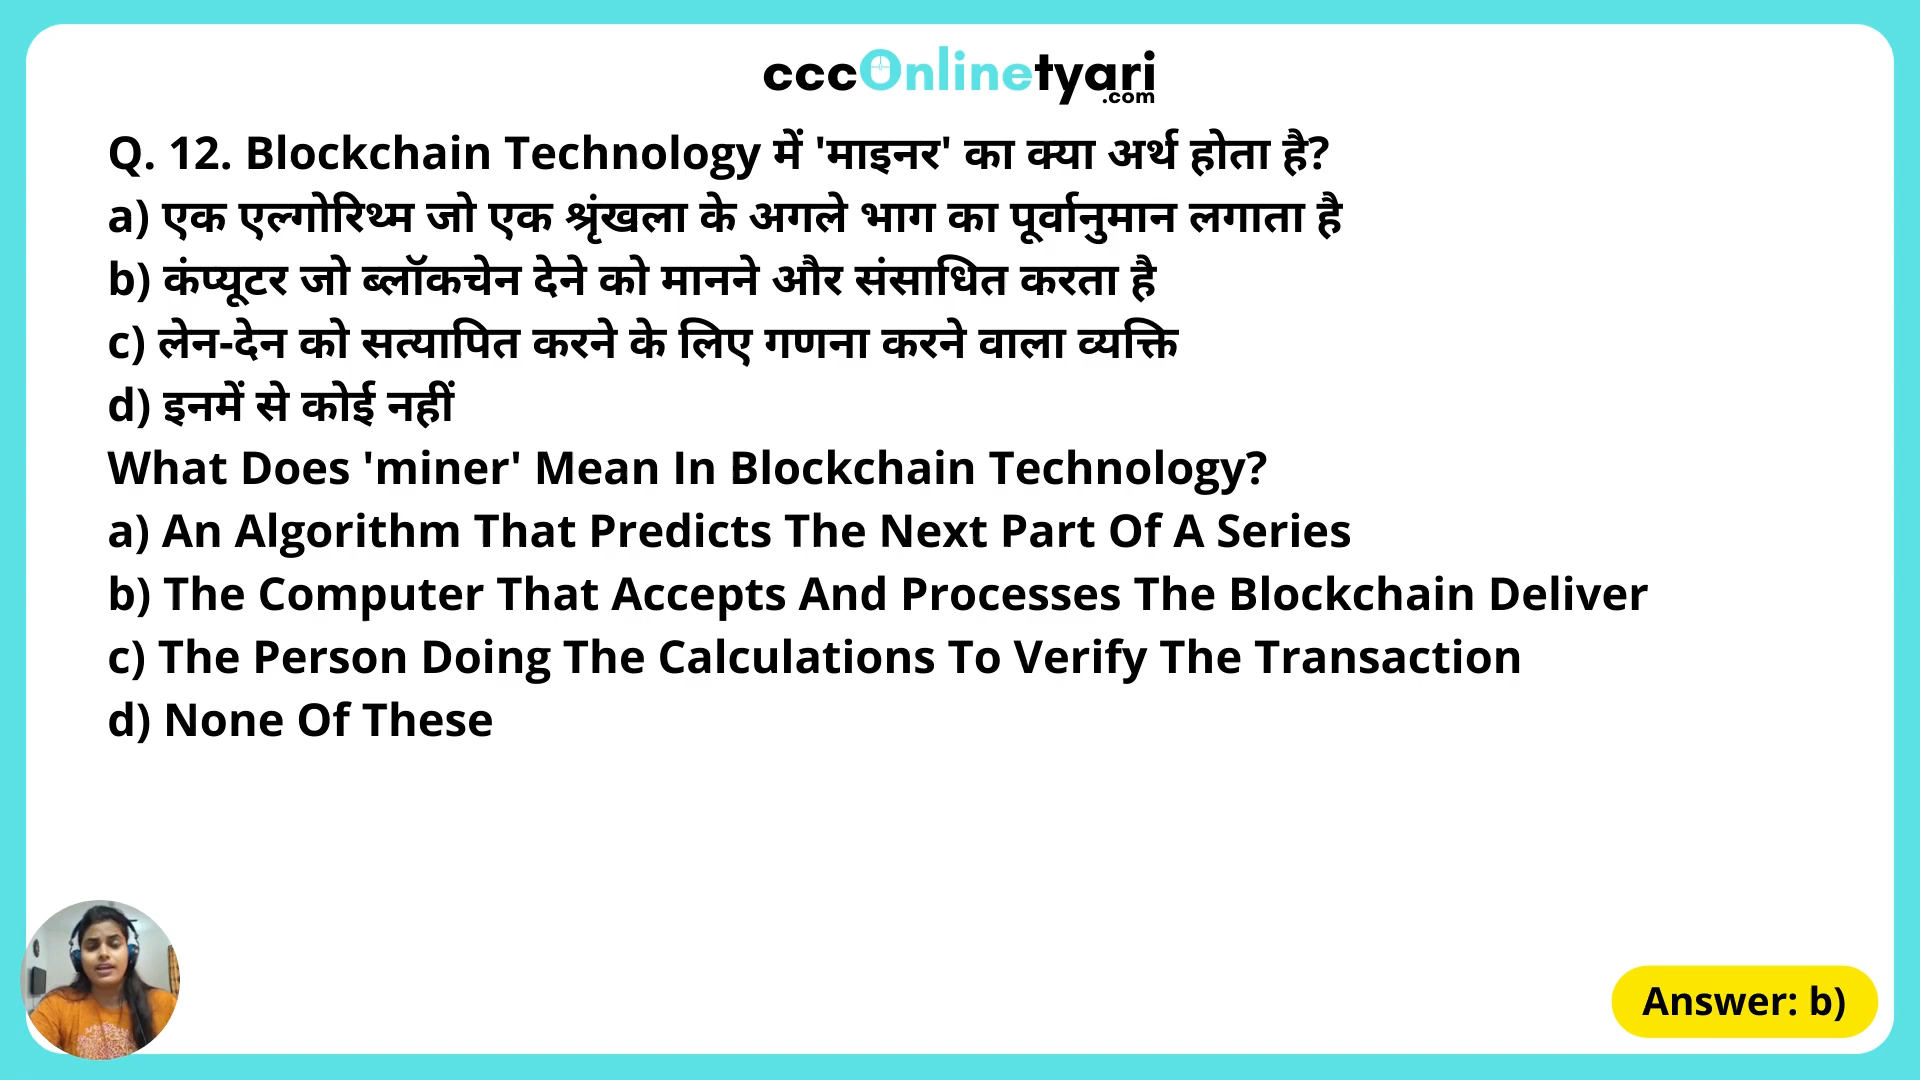 cccOnlinetyari
.com
Q. 12. Blockchain Technology में 'माइनर' का क्या अर्थ होता है?
a) एक एल्गोरिथ्म जो एक श्रृंखला के अगले भाग का पूर्वानुमान लगाता है
b) कंप्यूटर जो ब्लॉकचेन देने को मानने और संसाधित करता है
c) लेन-देन को सत्यापित करने के लिए गणना करने वाला व्यक्ति
d) इनमें से कोई नहीं
What Does 'miner' Mean In Blockchain Technology?
a) An Algorithm That Predicts The Next Part Of A Series
b) The Computer That Accepts And Processes The Blockchain Deliver
c) The Person Doing The Calculations To Verify The Transaction
d) None Of These
Answer: b)